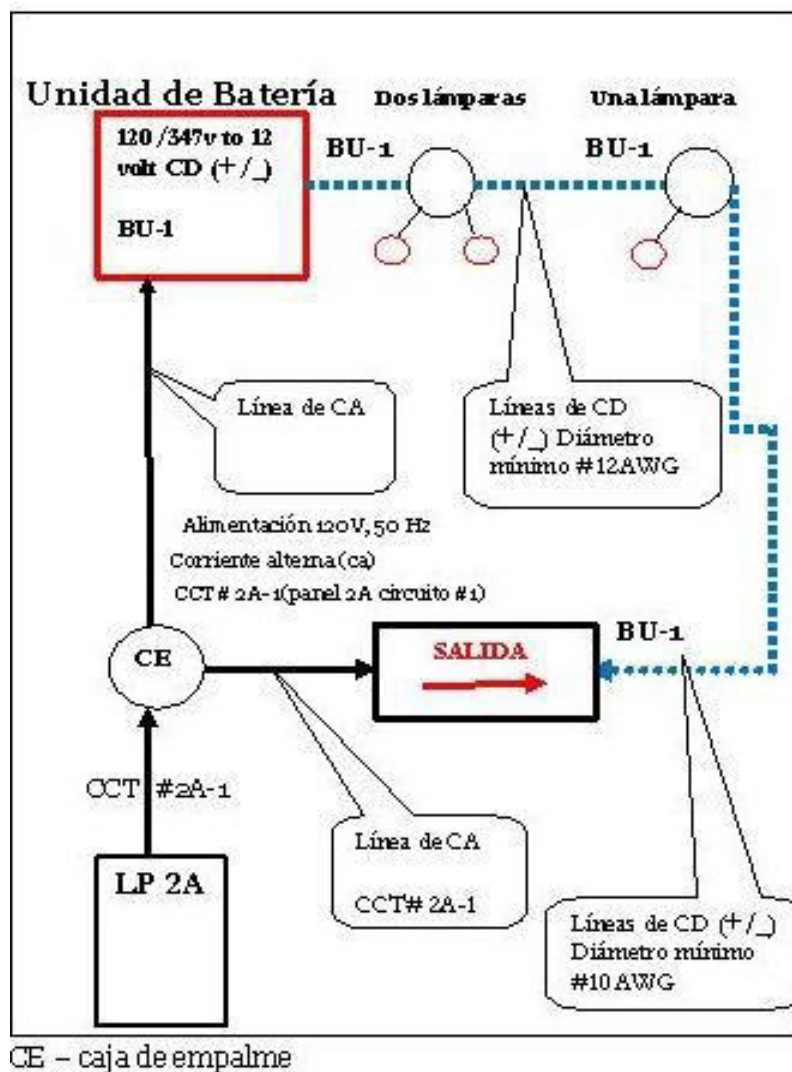 Unidad de Batería
Dos lámparas
Una lámpara
120 /347v to 12
volt CD (+/_)
BU-1
BU-1
BU-1
Línea de CA
Líneas de CD
(+/_) Diámetro
mínimo #12AWG
Alimentación 120V, 50 Hz
Corriente alterna(ca)
CCT# 2A-1(panel 2A circuito #1)
CE
SALIDA
BU-1
CCT #2A-1
LP 2A
Línea de CA
CCT# 2A-1
Líneas de CD (+/_)
Diámetro mínimo
#10 AWG
CE – caja de empalme